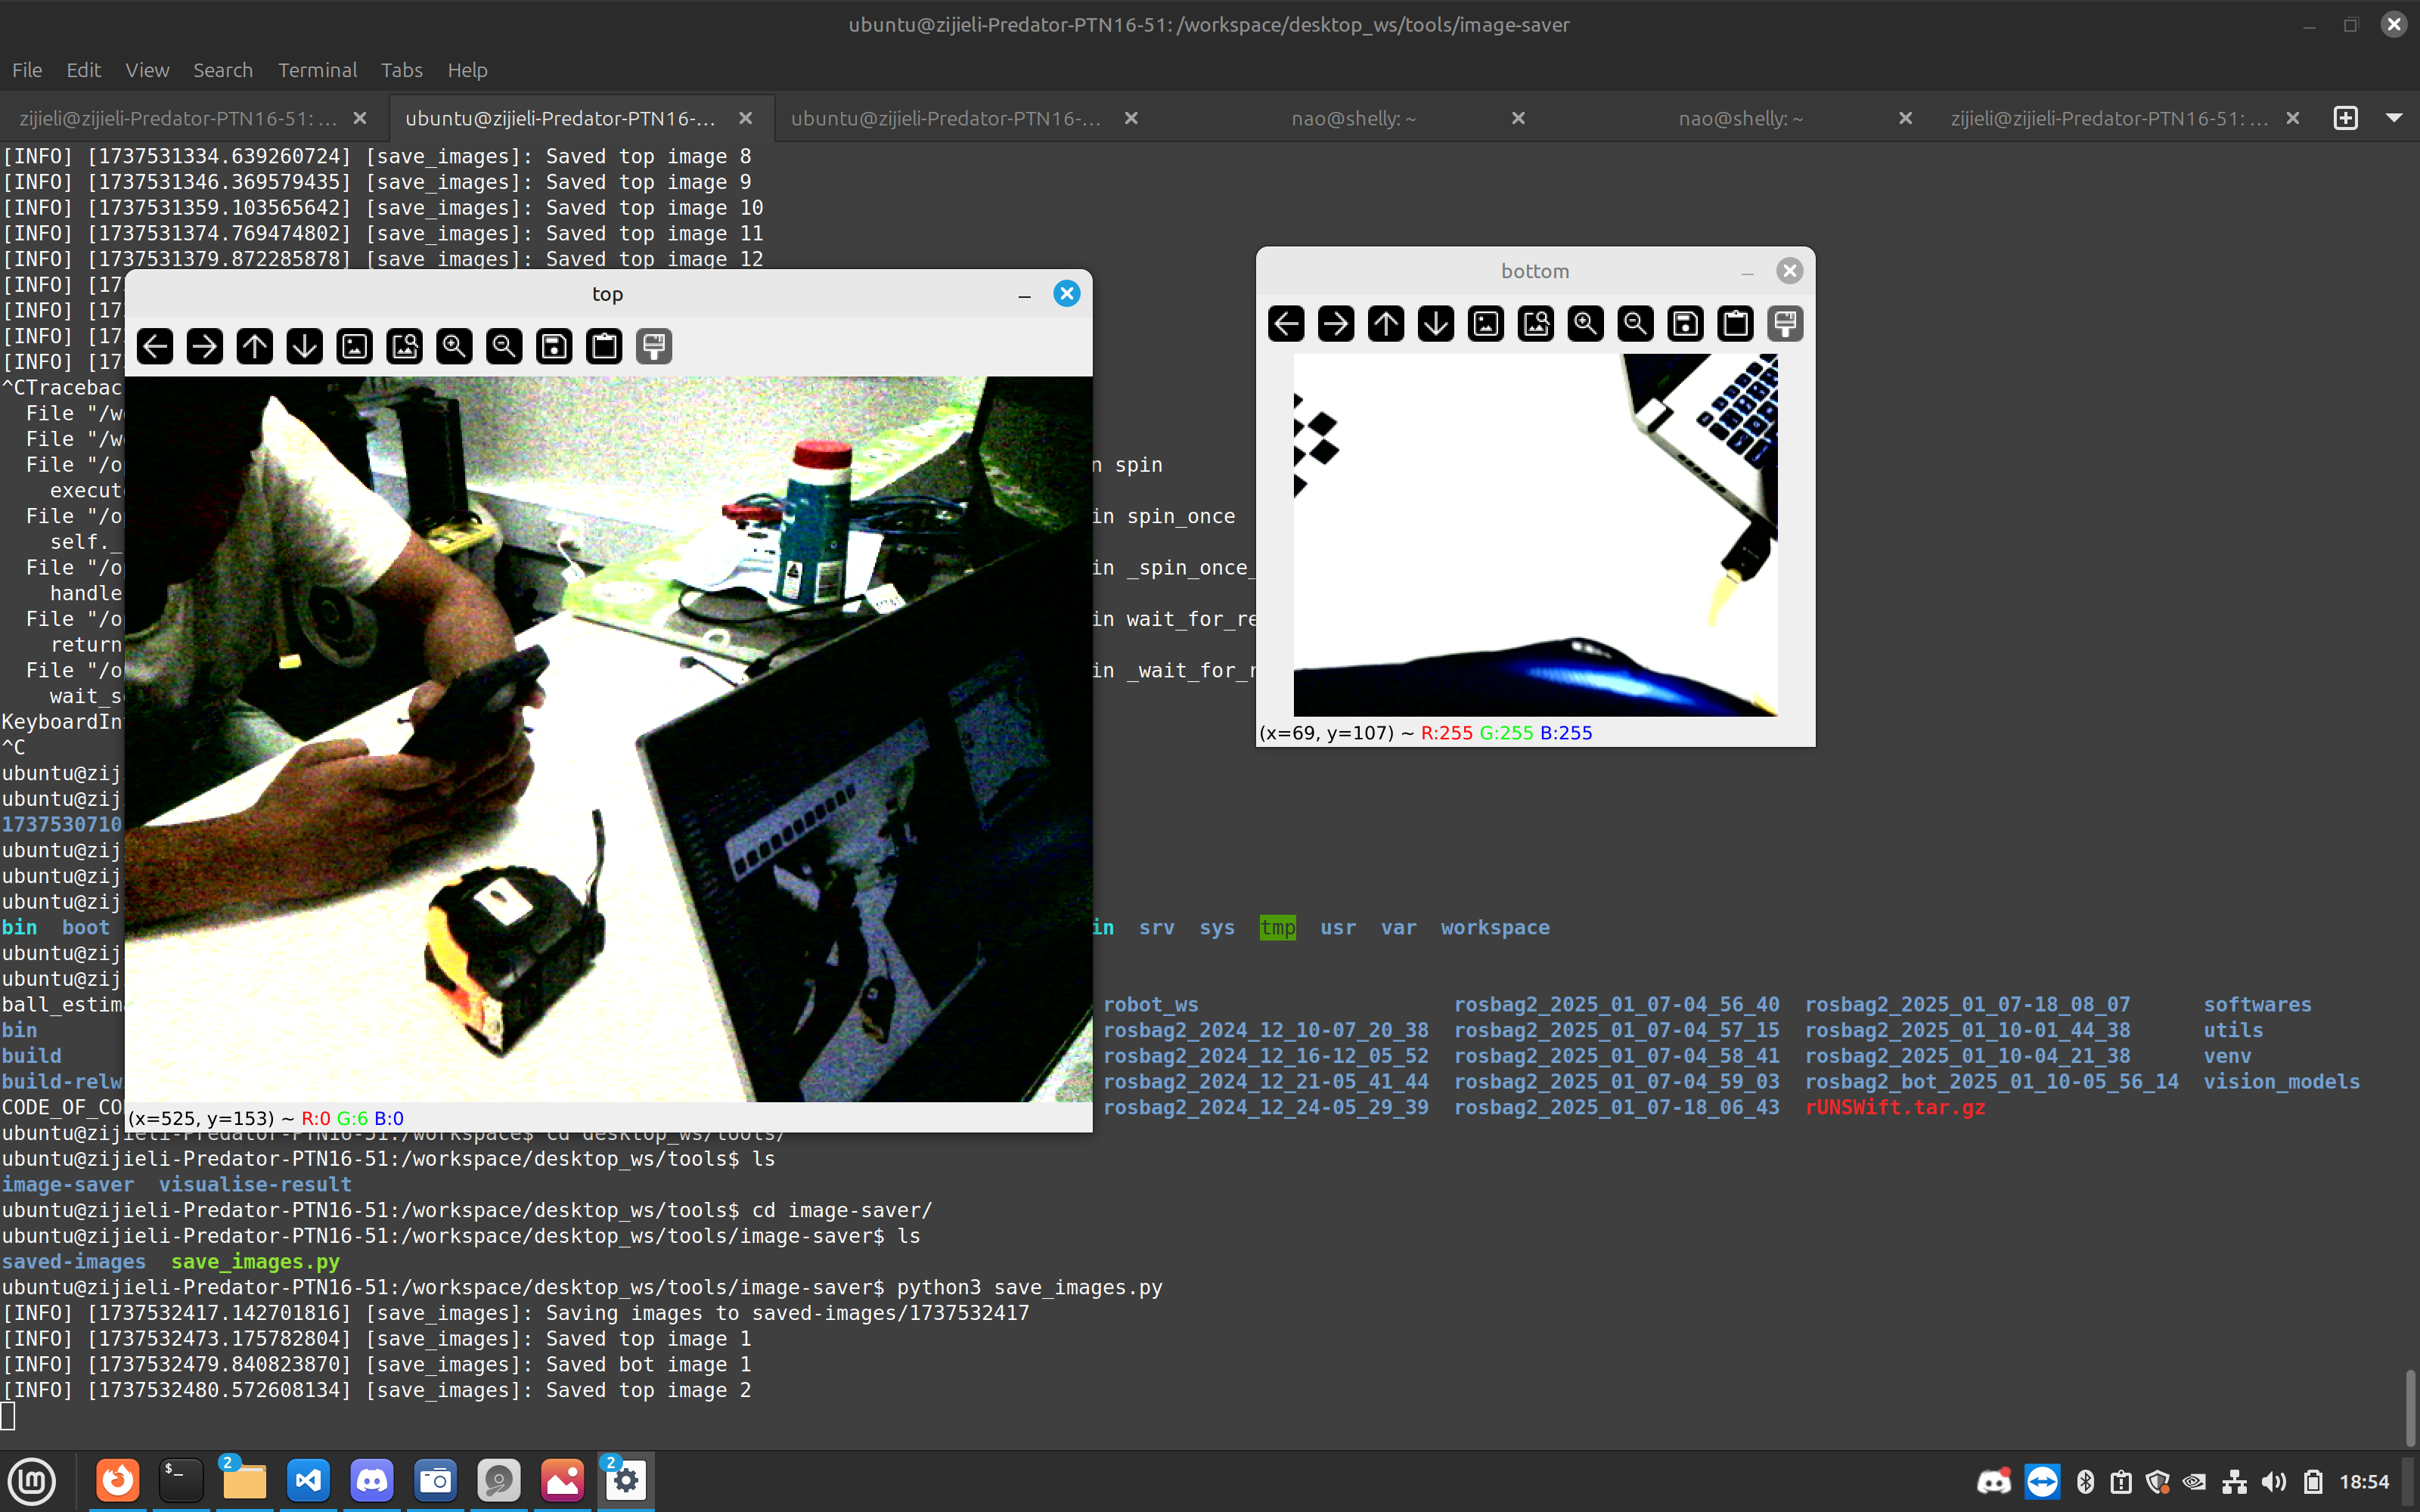 ubuntu@zijieli-Predator-PTN16-51: /workspace/desktop_ws/tools/image-saver
File Edit View Search Terminal Tabs Help
zijieli@zijieli-Predator-PTN16-51: ... ubuntu@zijieli-Predator-PTN16-... ubuntu@zijieli-Predator-PTN16-... nao@shelly: ~ nao@shelly: ~ zijieli@zijieli-Predator-PTN16-51: ...
[INFO] [1737531334.639260724] [save_images]: Saved top image 8
[INFO] [1737531346.369579435] [save_images]: Saved top image 9
[INFO] [1737531359.103565642] [save_images]: Saved top image 10
[INFO] [1737531374.769474802] [save_images]: Saved top image 11
[INFO] [1737531379.872285878] [save_images]: Saved top image 12
[INFO] [17
[INFO] [17
[INFO] [17
[INFO] [17
^CTracebac
File "/w
File "/w
File "/o n spin
execut
File "/o in spin_once
self._
File "/o in _spin_once_
handle
File "/o in wait_for_re
return
File "/o in _wait_for_r
wait_s
KeyboardIn
^C
ubuntu@zij
ubuntu@zij
1737530710
ubuntu@zij
ubuntu@zij
ubuntu@zij
bin boot in srv sys tmp usr var workspace
ubuntu@zij
ubuntu@zij
ball_estim robot_ws rosbag2_2025_01_07-04_56_40 rosbag2_2025_01_07-18_08_07 softwares
bin rosbag2_2024_12_10-07_20_38 rosbag2_2025_01_07-04_57_15 rosbag2_2025_01_10-01_44_38 utils
build rosbag2_2024_12_16-12_05_52 rosbag2_2025_01_07-04_58_41 rosbag2_2025_01_10-04_21_38 venv
build-relw rosbag2_2024_12_21-05_41_44 rosbag2_2025_01_07-04_59_03 rosbag2_bot_2025_01_10-05_56_14 vision_models
CODE_OF_CO rosbag2_2024_12_24-05_29_39 rosbag2_2025_01_07-18_06_43 rUNSWift.tar.gz
ubuntu@zijieli-Predator-PTN16-51:/workspace$ cd desktop_ws/tools/
ubuntu@zijieli-Predator-PTN16-51:/workspace/desktop_ws/tools$ ls
image-saver visualise-result
ubuntu@zijieli-Predator-PTN16-51:/workspace/desktop_ws/tools$ cd image-saver/
ubuntu@zijieli-Predator-PTN16-51:/workspace/desktop_ws/tools/image-saver$ ls
saved-images save_images.py
ubuntu@zijieli-Predator-PTN16-51:/workspace/desktop_ws/tools/image-saver$ python3 save_images.py
[INFO] [1737532417.142701816] [save_images]: Saving images to saved-images/1737532417
[INFO] [1737532473.175782804] [save_images]: Saved top image 1
[INFO] [1737532479.840823870] [save_images]: Saved bot image 1
[INFO] [1737532480.572608134] [save_images]: Saved top image 2
top
(x=525, y=153) ~ R:0 G:6 B:0
bottom
(x=69, y=107) ~ R:255 G:255 B:255
2
2
$_
18:54